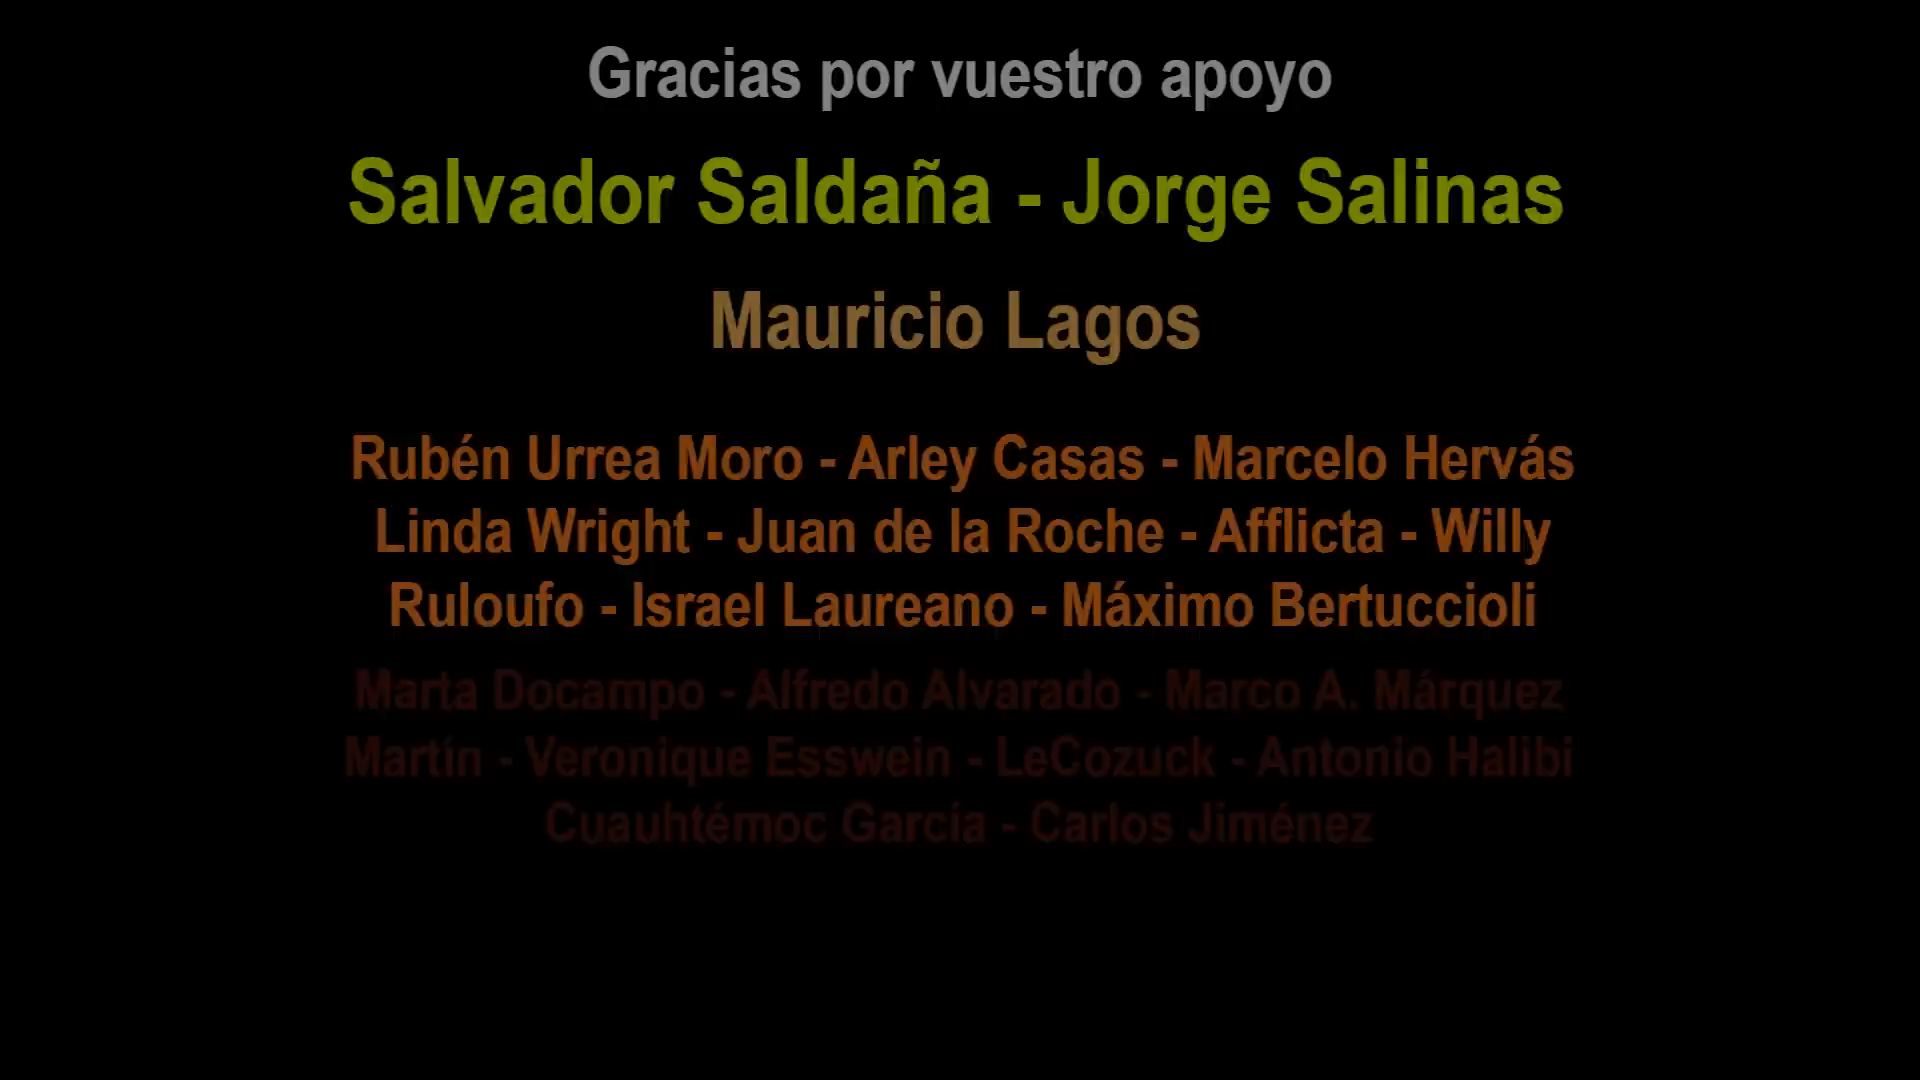 Gracias por vuestro apoyo
Salvador Saldaña - Jorge Salinas
Mauricio Lagos
Rubén Urrea Moro - Arley Casas - Marcelo Hervás
Linda Wright - Juan de la Roche - Afflicta - Willy
Ruloufo - Israel Laureano - Máximo Bertuccioli
Marta Docampo - Alfredo Alvarado - Marco A. Márquez
Martín - Veronique Esswein - LeCozuck - Antonio Halibi
Cuauhtémoc García - Carlos Jiménez